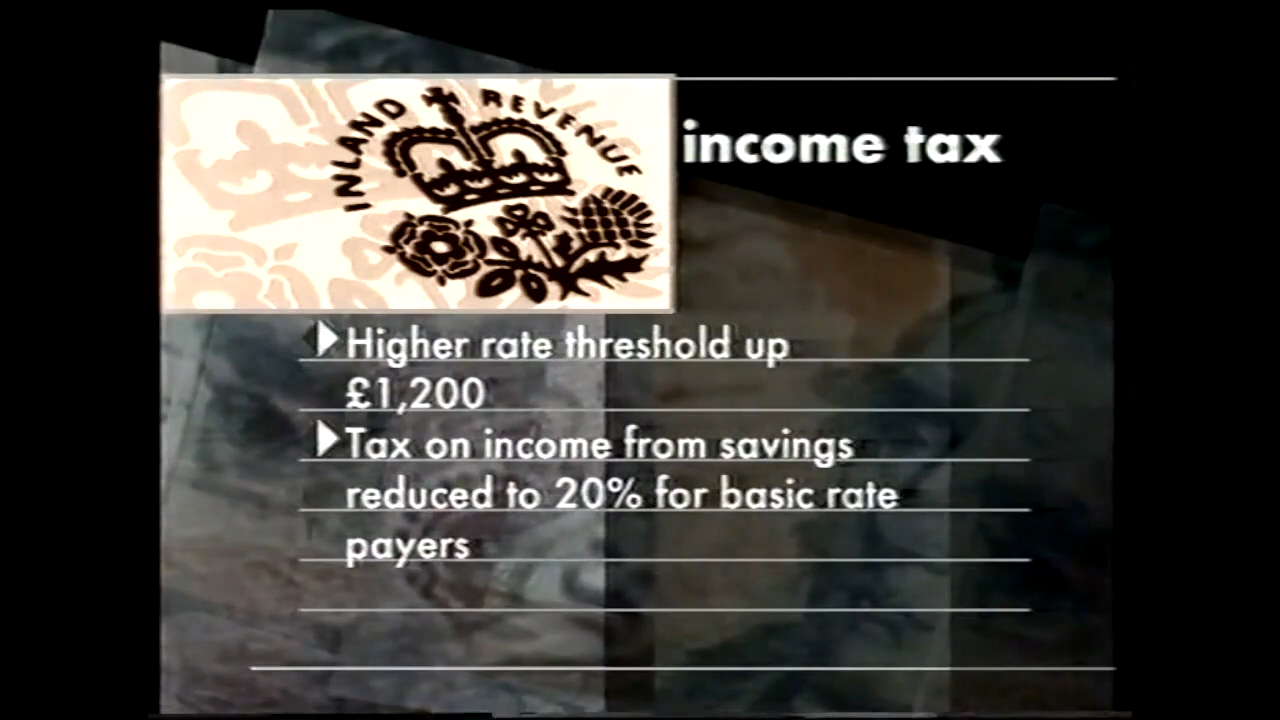 INLAND REVENUE
income tax
Higher rate threshold up
£1,200
Tax on income from savings
reduced to 20% for basic rate
payers